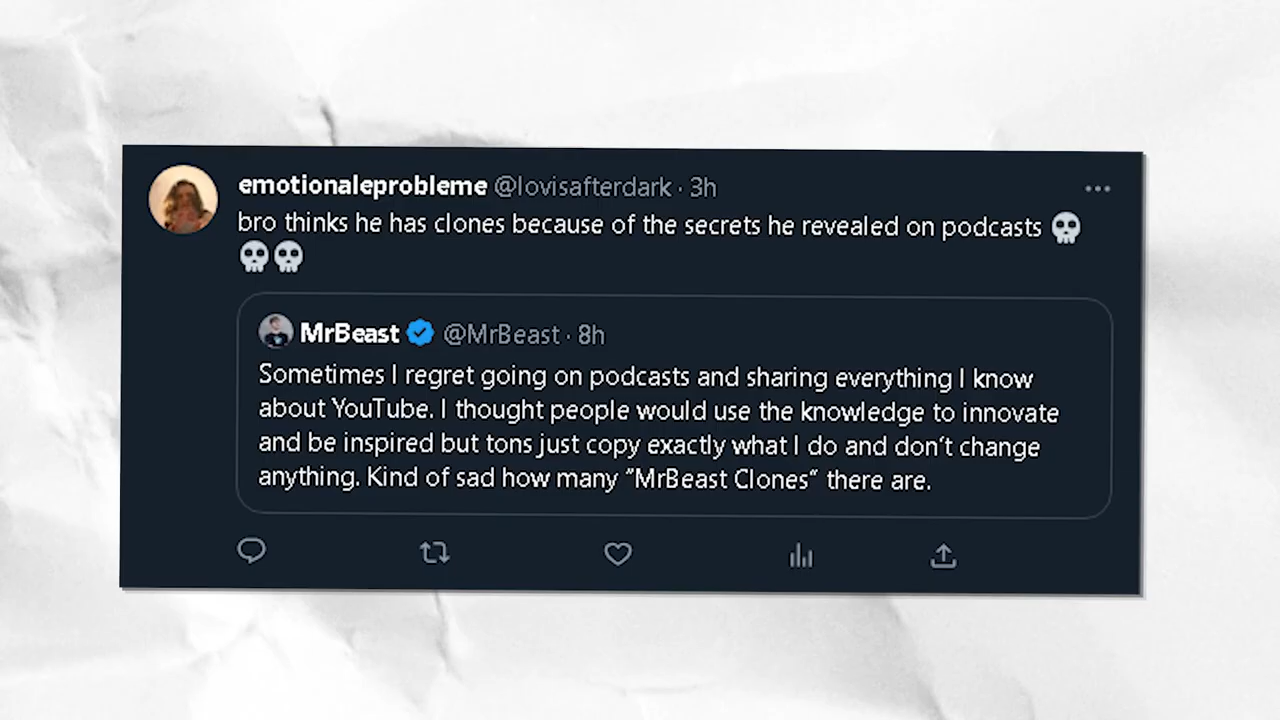 emotionaleprobleme @lovisafterdark · 3h
bro thinks he has clones because of the secrets he revealed on podcasts 💀
💀💀
MrBeast @MrBeast · 8h
Sometimes I regret going on podcasts and sharing everything I know
about YouTube. I thought people would use the knowledge to innovate
and be inspired but tons just copy exactly what I do and don’t change
anything. Kind of sad how many “MrBeast Clones“ there are.